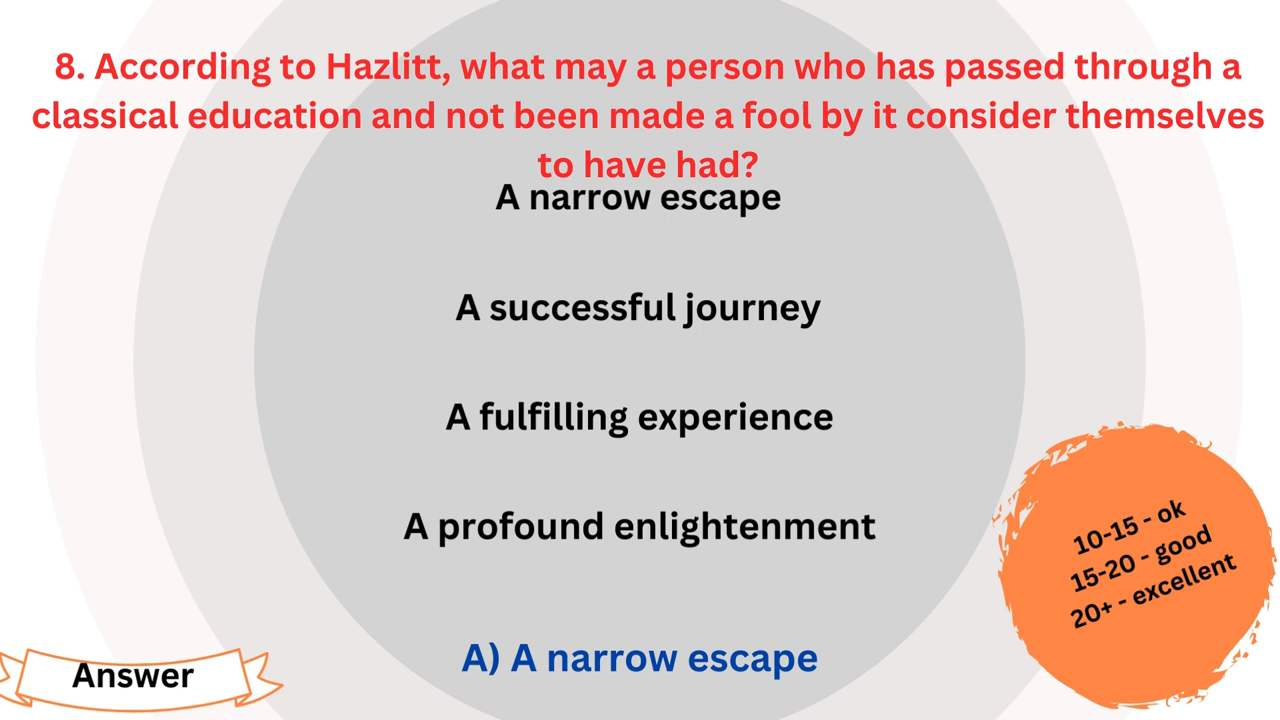 8. According to Hazlitt, what may a person who has passed through a
classical education and not been made a fool by it consider themselves
to have had?
A narrow escape
A successful journey
A fulfilling experience
A profound enlightenment
10-15 - ok
15-20 - good
20+ - excellent
A) A narrow escape
Answer